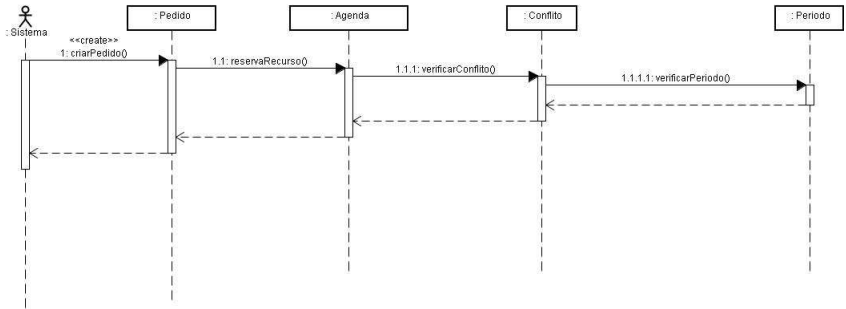 : Pedido
: Agenda
: Conflito
: Periodo
: Sistema
<<create>>
1: criarPedido()
1.1: reservaRecurso()
1.1.1: verificarConflito()
1.1.1.1: verificarPeriodo()